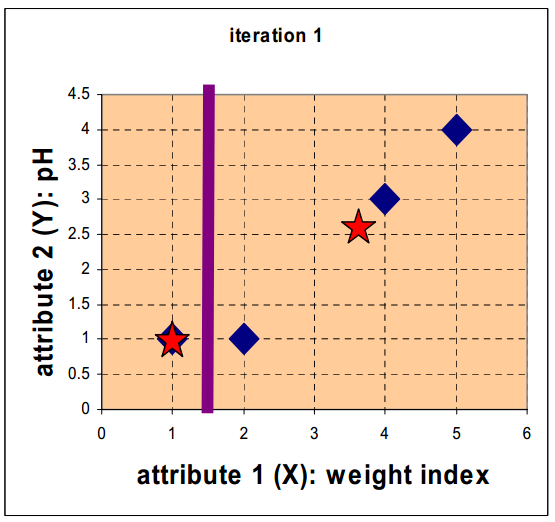 iteration 1
attribute 2 (Y): pH
4.5
4
3.5
3
2.5
2
1.5
1
0.5
0
0 1 2 3 4 5 6
attribute 1 (X): weight index